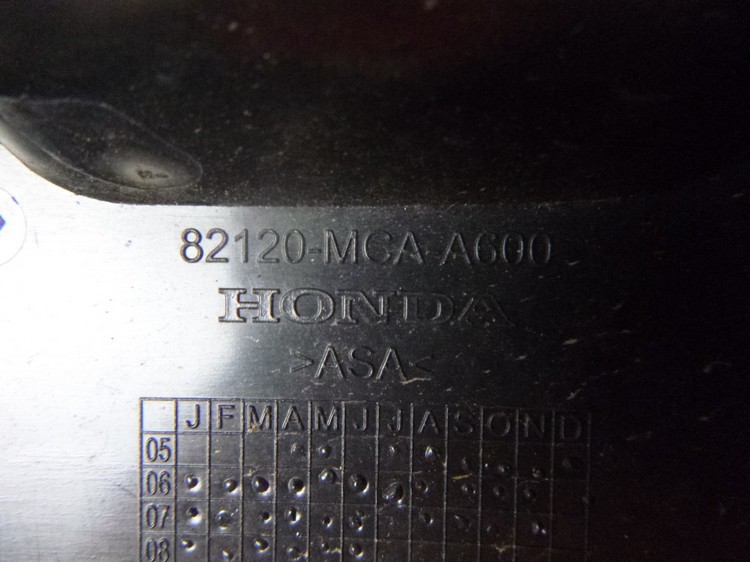 82120-MCA-A600
HONDA
>ASA<
J F M A M J J A S O N D
05
06
07
08